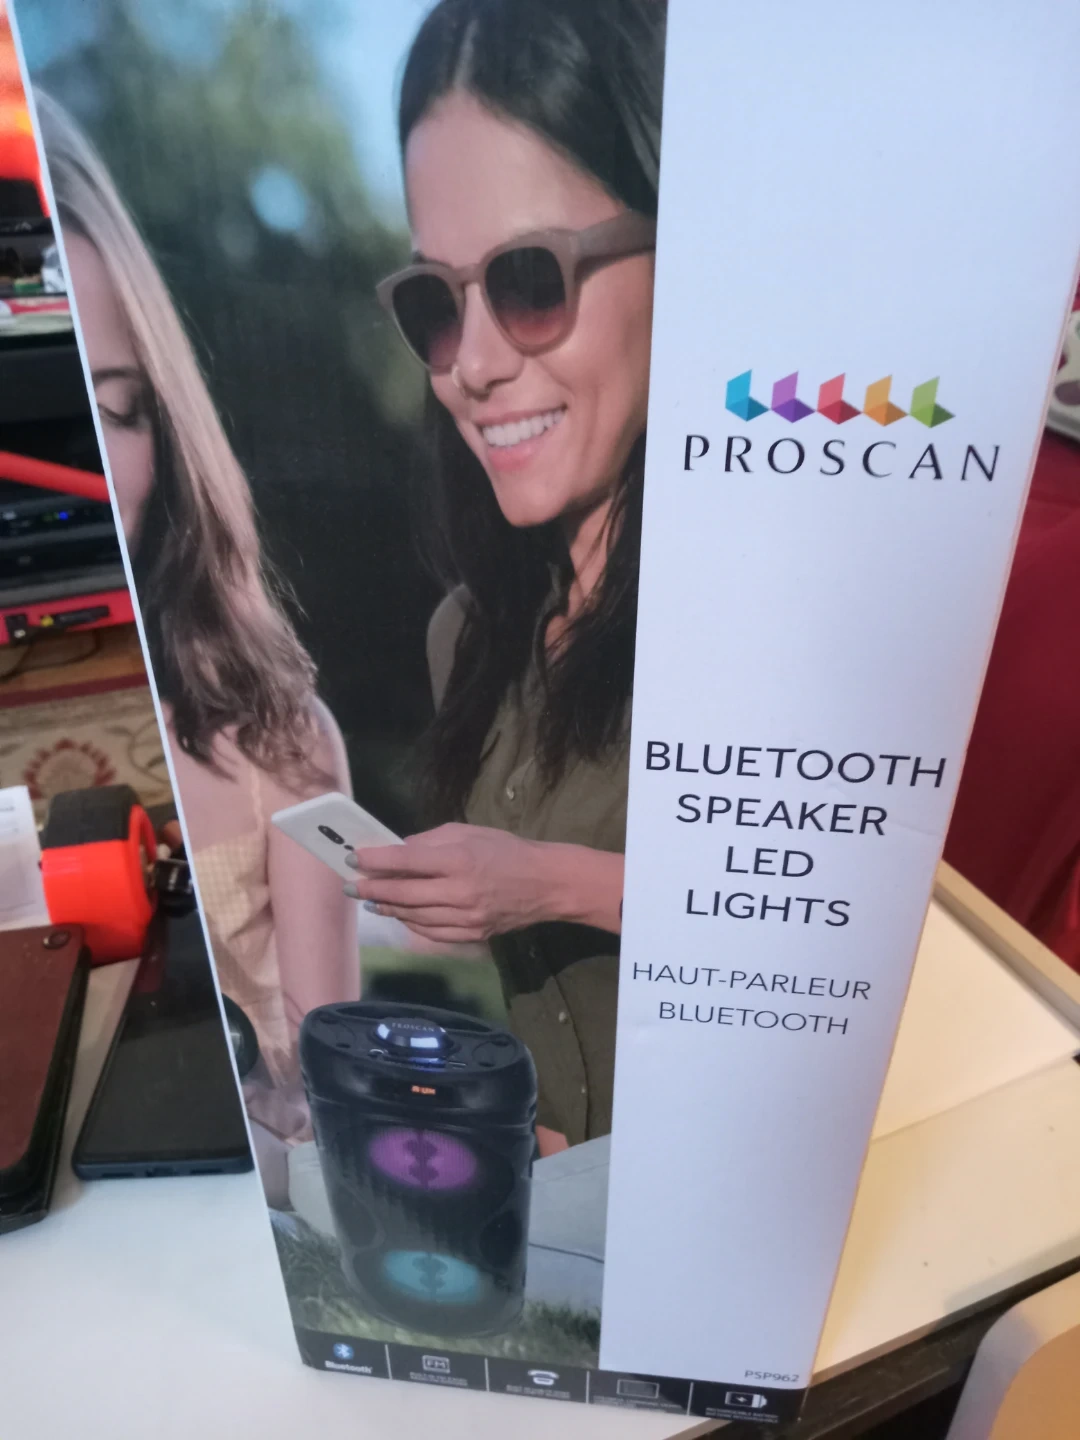 PROSCAN
BLUETOOTH
SPEAKER
LED
LIGHTS
HAUT-PARLEUR
BLUETOOTH
PROSCAN
PSP962
Bluetooth
FM